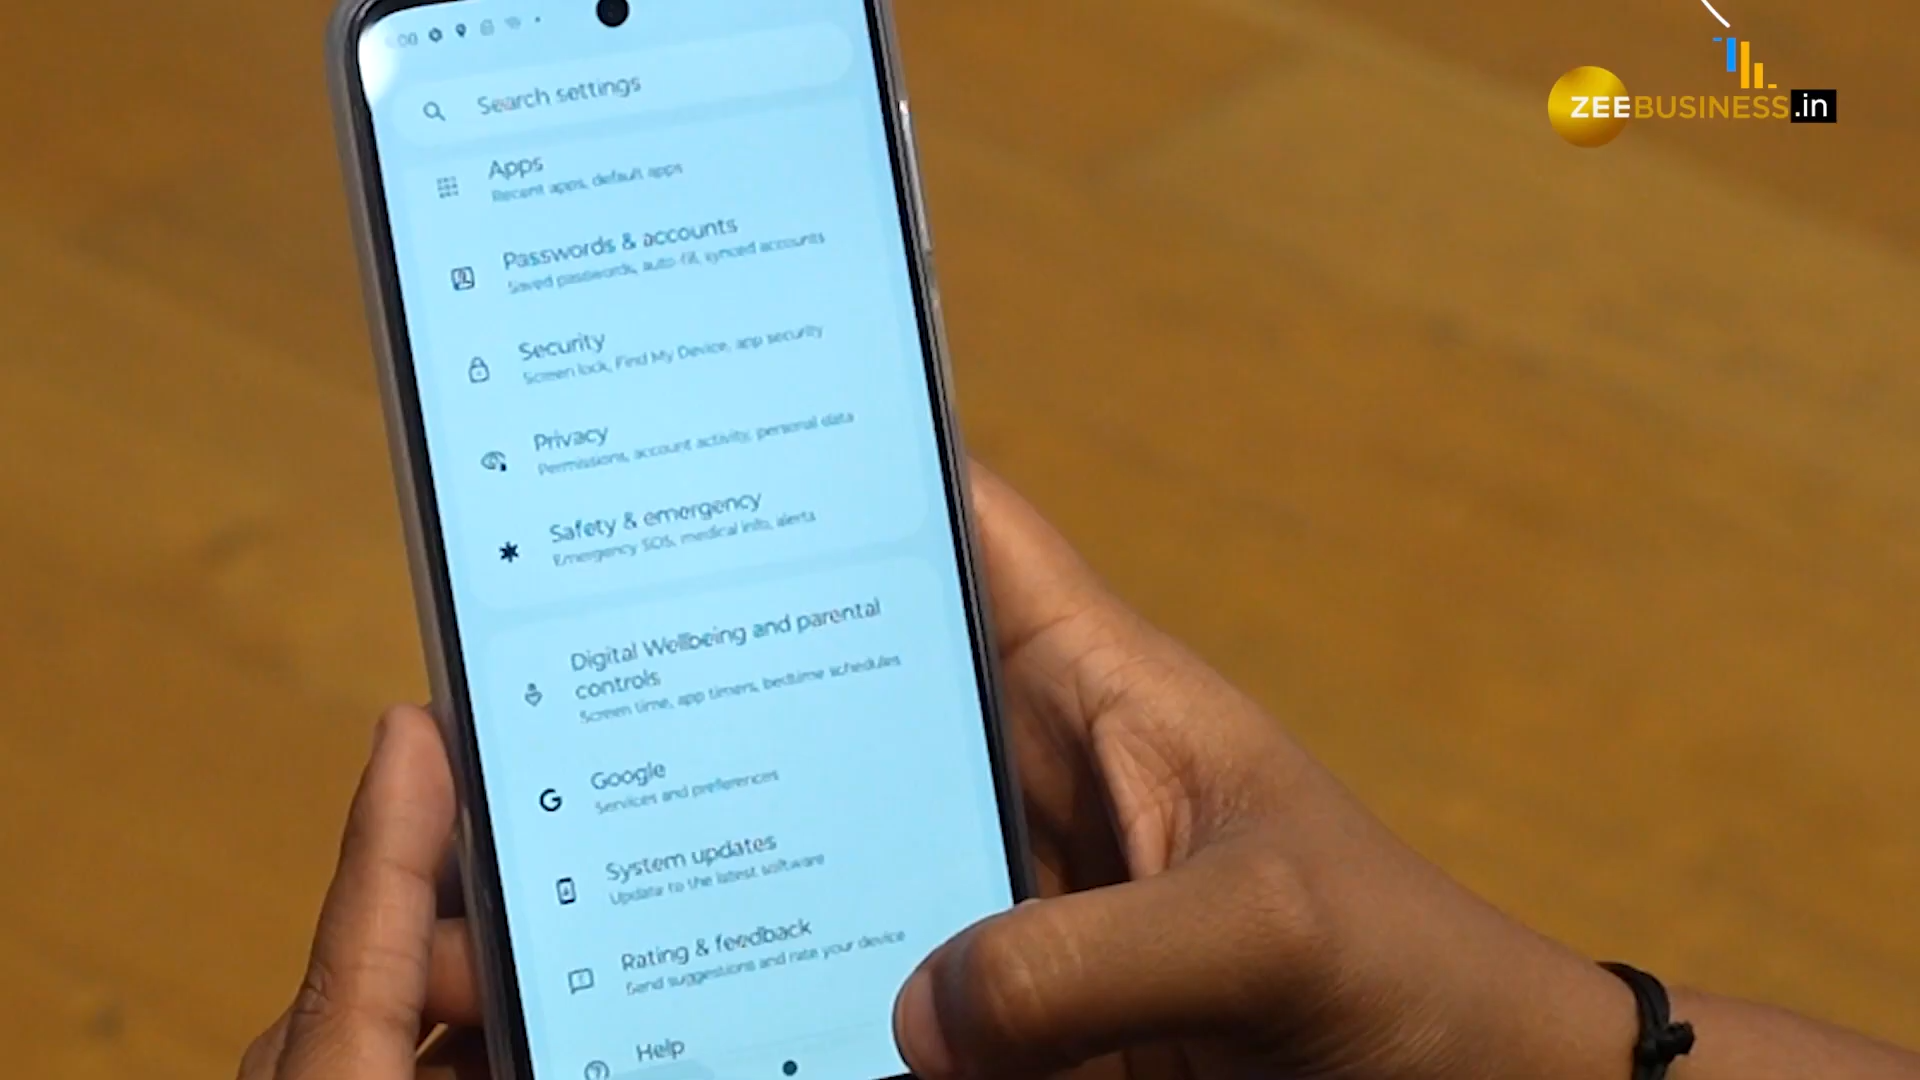 :00
ZEEBUSINESS.in
Search settings
Apps
Recent apps, default apps
Passwords & accounts
Saved passwords, auto-fill, synced accounts
Security
Screen lock, Find My Device, app security
Privacy
Permissions, account activity, personal data
Safety & emergency
Emergency SOS, medical info, alerts
Digital Wellbeing and parental
controls
Screen time, app timers, bedtime schedules
G
Google
Services and preferences
System updates
Update to the latest software
Rating & feedback
Send suggestions and rate your device
Help